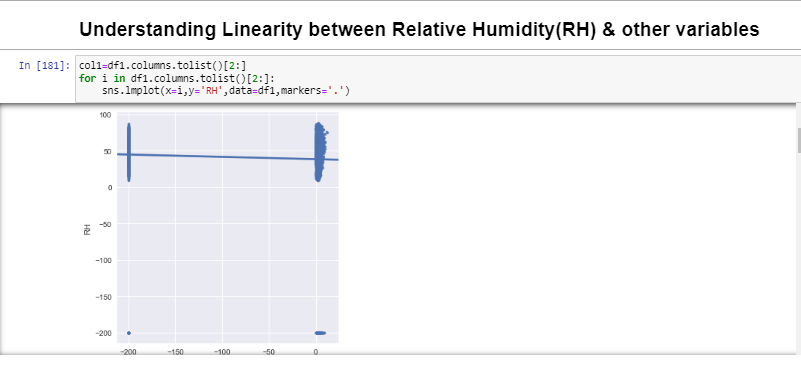 Understanding Linearity between Relative Humidity(RH) & other variables
In [181]: col1=df1.columns.tolist()[2:]
for i in df1.columns.tolist()[2:]:
sns.lmplot(x=i,y='RH',data=df1,markers='.')
100
50
0
−50
−100
−150
−200
RH
−200 −150 −100 −50 0